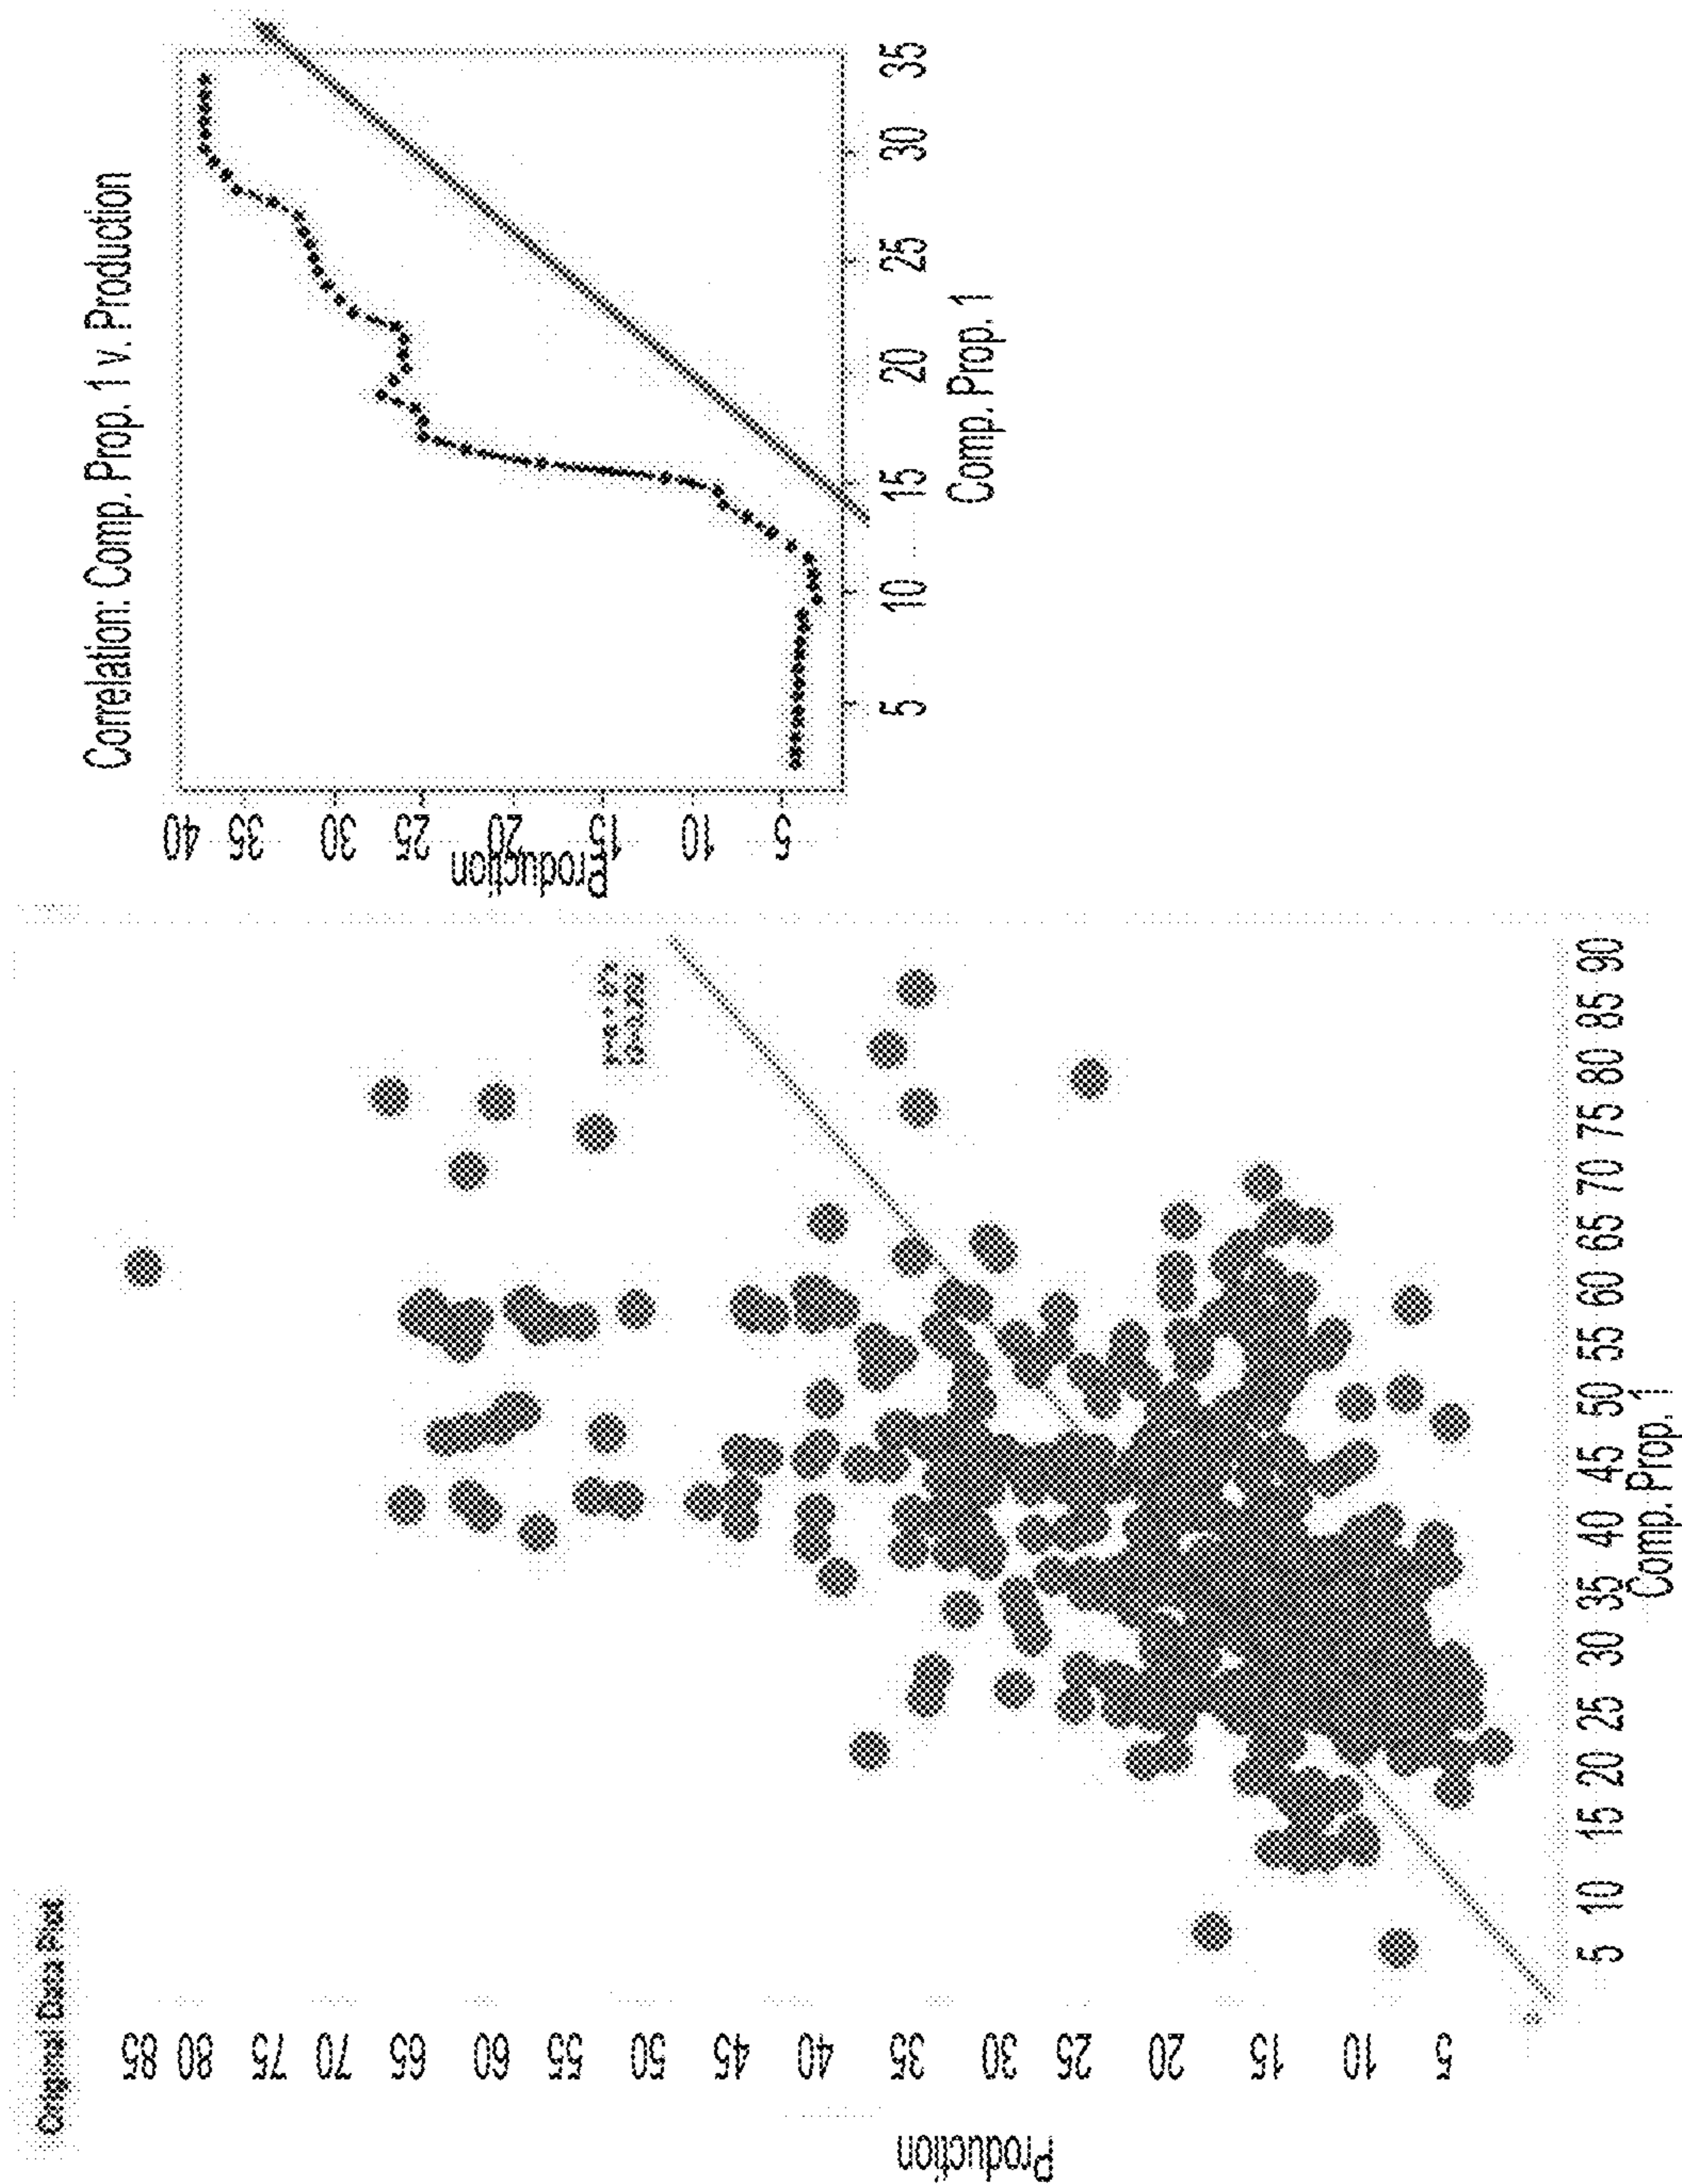 Original Data Plot
Production
85 80 75 70 65 60 55 50 45 40 35 30 25 20 15 10 5
5 10 15 20 25 30 35 40 45 50 55 60 65 70 75 80 85 90
Comp. Prop. 1
Correlation: Comp. Prop. 1 v. Production
Production
40 35 30 25 20 15 10 5
5 10 15 20 25 30 35
Comp. Prop. 1